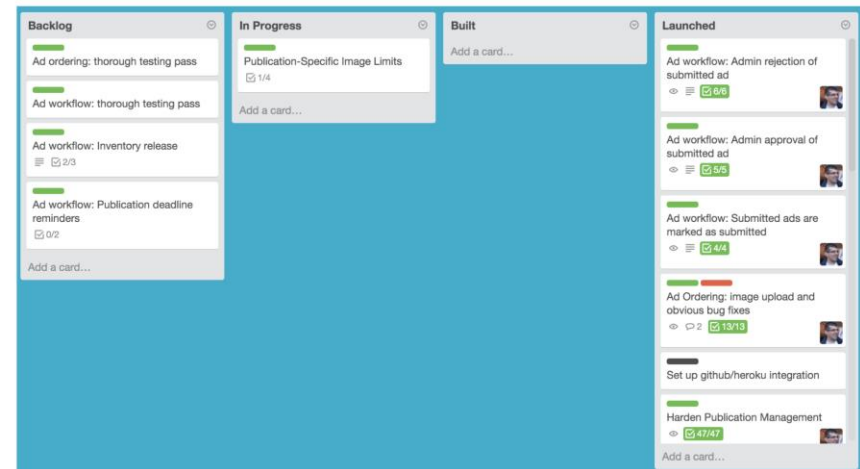 Backlog
Ad ordering: thorough testing pass
Ad workflow: thorough testing pass
Ad workflow: Inventory release
2/3
Ad workflow: Publication deadline
reminders
0/2
Add a card…
In Progress
Publication-Specific Image Limits
1/4
Add a card…
Built
Add a card…
Launched
Ad workflow: Admin rejection of
submitted ad
6/6
Ad workflow: Admin approval of
submitted ad
5/5
Ad workflow: Submitted ads are
marked as submitted
4/4
Ad Ordering: image upload and
obvious bug fixes
2 13/13
Set up github/heroku integration
Harden Publication Management
47/47
Add a card…